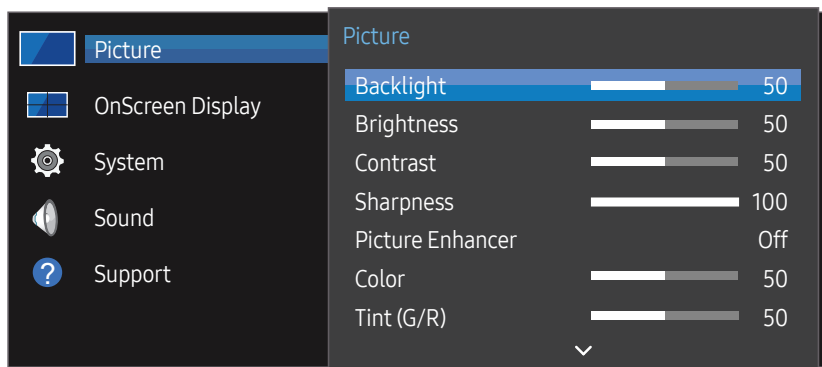 Picture
OnScreen Display
System
Sound
?
Support
Picture
Backlight 50
Brightness 50
Contrast 50
Sharpness 100
Picture Enhancer Off
Color 50
Tint (G/R) 50